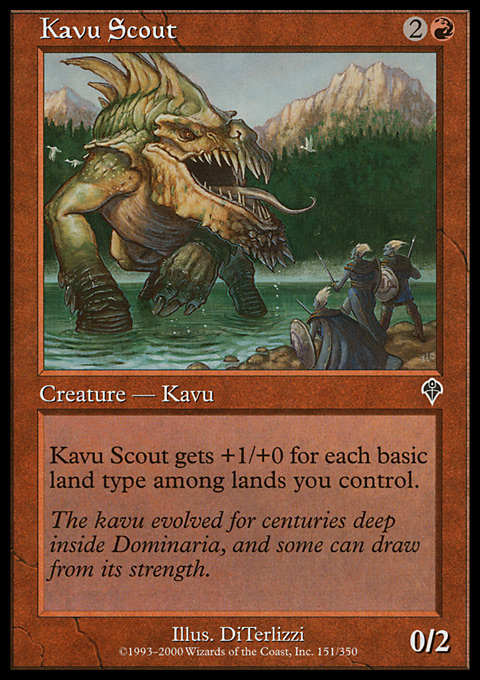 Kavu Scout 2
Creature — Kavu
Kavu Scout gets +1/+0 for each basic
land type among lands you control.
The kavu evolved for centuries deep
inside Dominaria, and some can draw
from its strength.
Illus. DiTerlizzi
©1993–2000 Wizards of the Coast, Inc. 151/350
0/2